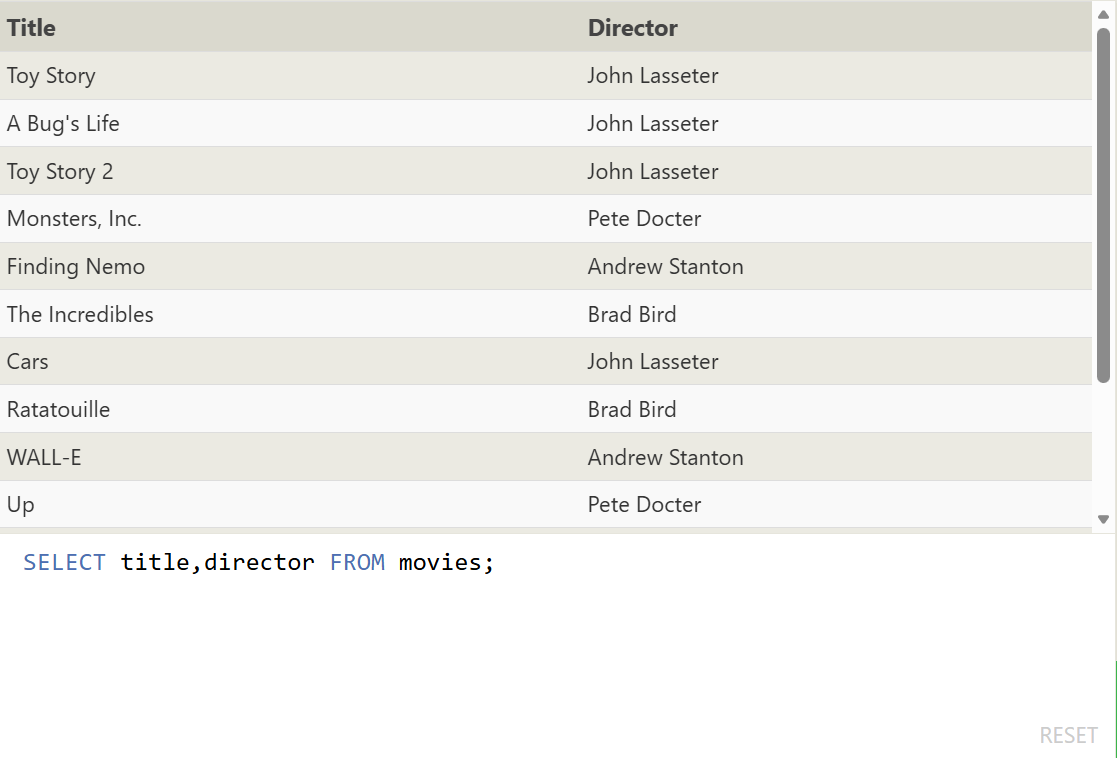 Title Director
Toy Story John Lasseter
A Bug's Life John Lasseter
Toy Story 2 John Lasseter
Monsters, Inc. Pete Docter
Finding Nemo Andrew Stanton
The Incredibles Brad Bird
Cars John Lasseter
Ratatouille Brad Bird
WALL-E Andrew Stanton
Up Pete Docter
SELECT title,director FROM movies;
RESET